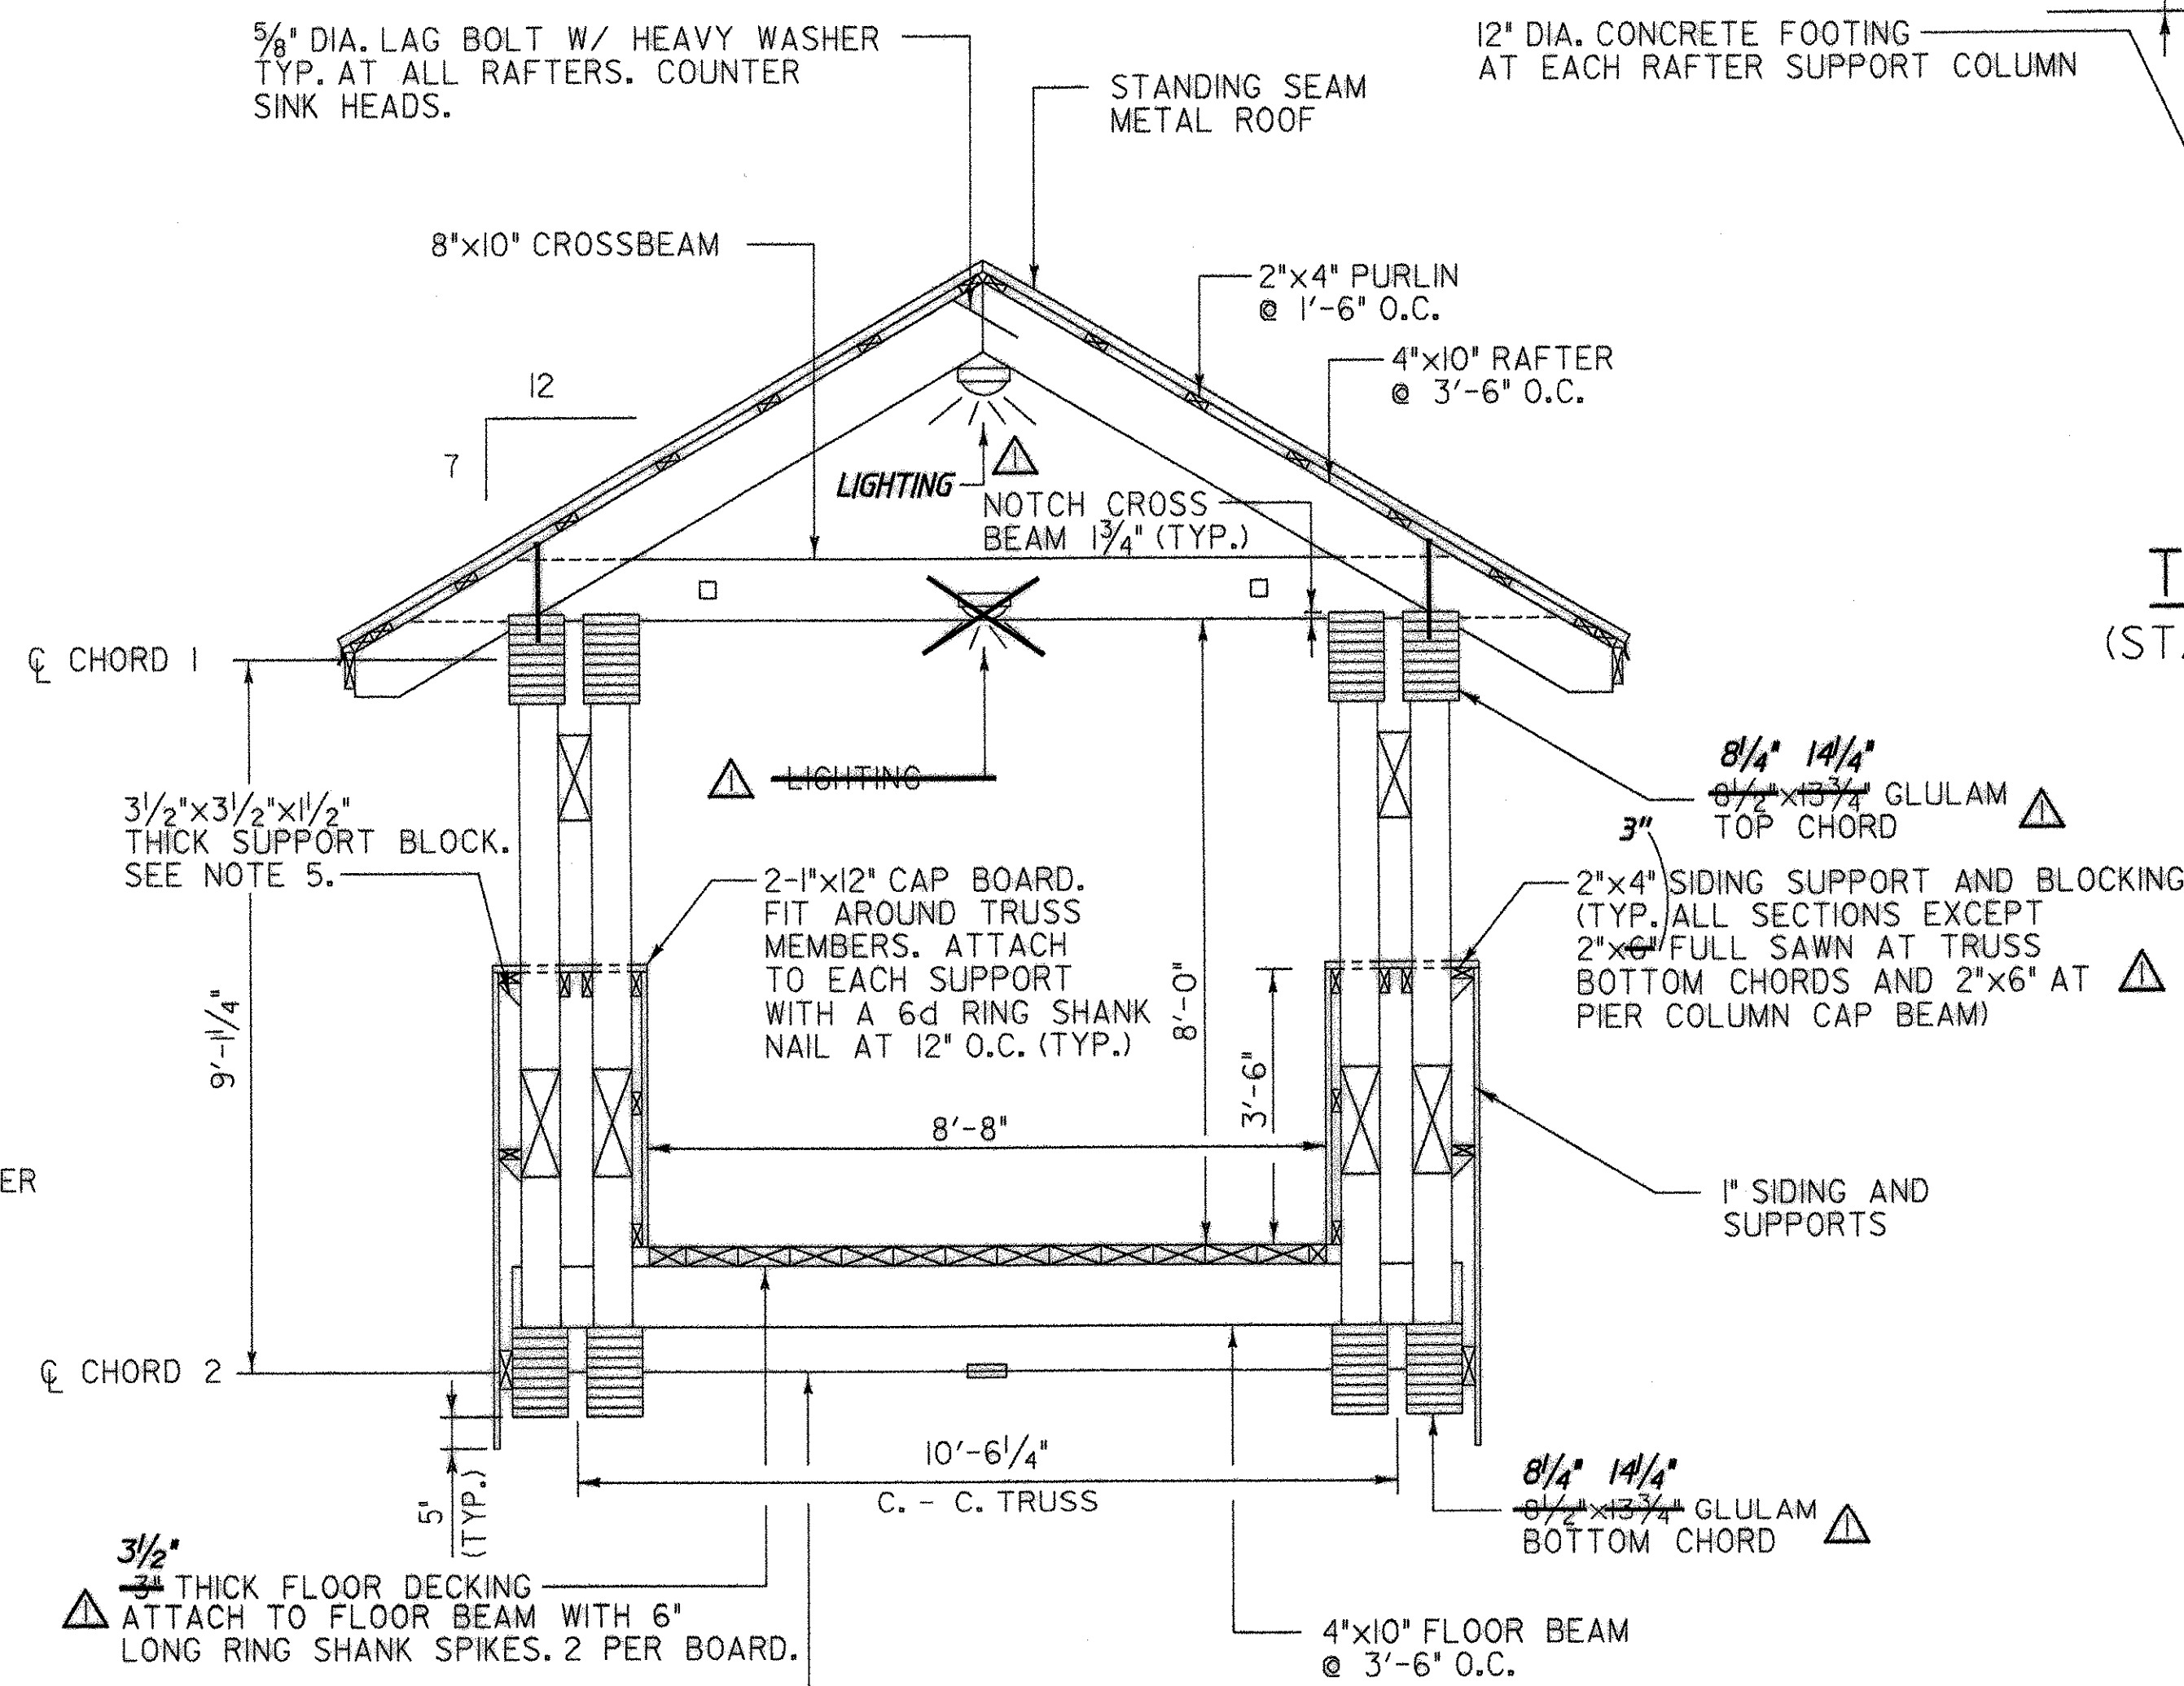 5/8" DIA. LAG BOLT W/ HEAVY WASHER
TYP. AT ALL RAFTERS. COUNTER
SINK HEADS.
STANDING SEAM
METAL ROOF
12" DIA. CONCRETE FOOTING
AT EACH RAFTER SUPPORT COLUMN
8"x10" CROSSBEAM
2"x4" PURLIN
@ 1'-6" O.C.
4"x10" RAFTER
@ 3'-6" O.C.
12
7
LIGHTING
1
NOTCH CROSS
BEAM 1 3/4" (TYP.)
T
(ST
℄ CHORD 1
1
LIGHTING
8 1/4" 14 1/4"
8 1/2"x13 3/4" GLULAM
TOP CHORD
1
3 1/2"x3 1/2"x1 1/2"
THICK SUPPORT BLOCK.
SEE NOTE 5.
2-1"x12" CAP BOARD.
FIT AROUND TRUSS
MEMBERS. ATTACH
TO EACH SUPPORT
WITH A 6d RING SHANK
NAIL AT 12" O.C. (TYP.)
3"
2"x4" SIDING SUPPORT AND BLOCKING
(TYP. ALL SECTIONS EXCEPT
2"x6" FULL SAWN AT TRUSS
BOTTOM CHORDS AND 2"x6" AT
PIER COLUMN CAP BEAM)
1
9'-1 1/4"
8'-0"
3'-6"
8'-8"
ER
1" SIDING AND
SUPPORTS
℄ CHORD 2
5"
(TYP.)
10'-6 1/4"
C. - C. TRUSS
8 1/4" 14 1/4"
8 1/2"x13 3/4" GLULAM
BOTTOM CHORD
1
3 1/2"
3" THICK FLOOR DECKING
1
ATTACH TO FLOOR BEAM WITH 6"
LONG RING SHANK SPIKES. 2 PER BOARD.
4"x10" FLOOR BEAM
@ 3'-6" O.C.